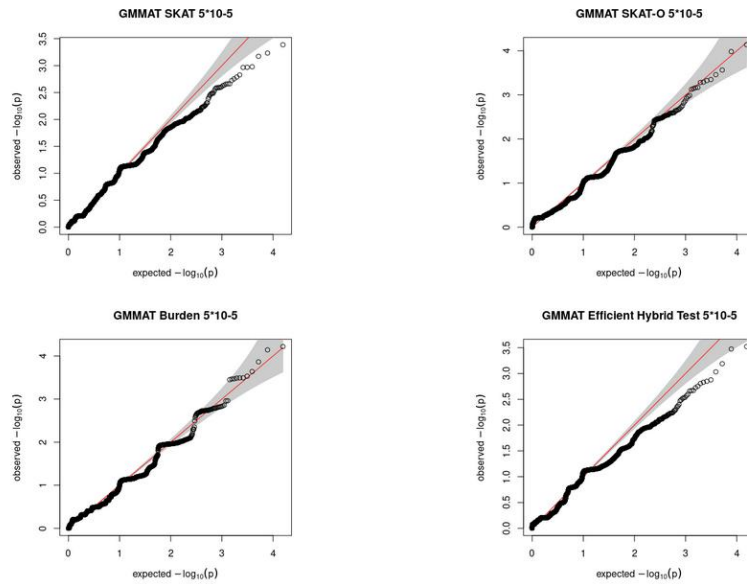 GMMAT SKAT 5*10-5
observed −log10(p)
0.0 0.5 1.0 1.5 2.0 2.5 3.0 3.5
0 1 2 3 4
expected −log10(p)
GMMAT SKAT-O 5*10-5
observed −log10(p)
0 1 2 3 4
0 1 2 3 4
expected −log10(p)
GMMAT Burden 5*10-5
observed −log10(p)
0 1 2 3 4
0 1 2 3 4
expected −log10(p)
GMMAT Efficient Hybrid Test 5*10-5
observed −log10(p)
0.0 0.5 1.0 1.5 2.0 2.5 3.0 3.5
0 1 2 3 4
expected −log10(p)